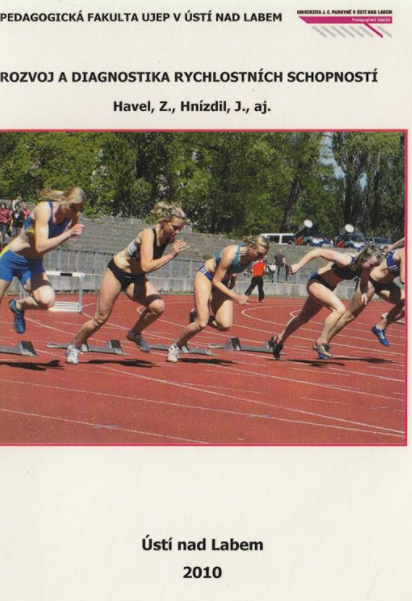 PEDAGOGICKÁ FAKULTA UJEP V ÚSTÍ NAD LABEM
UNIVERZITA J. E. PURKYNĚ V ÚSTÍ NAD LABEM
Pedagogická fakulta
ROZVOJ A DIAGNOSTIKA RYCHLOSTNÍCH SCHOPNOSTÍ
Havel, Z., Hnízdil, J., aj.
Ústí nad Labem
2010